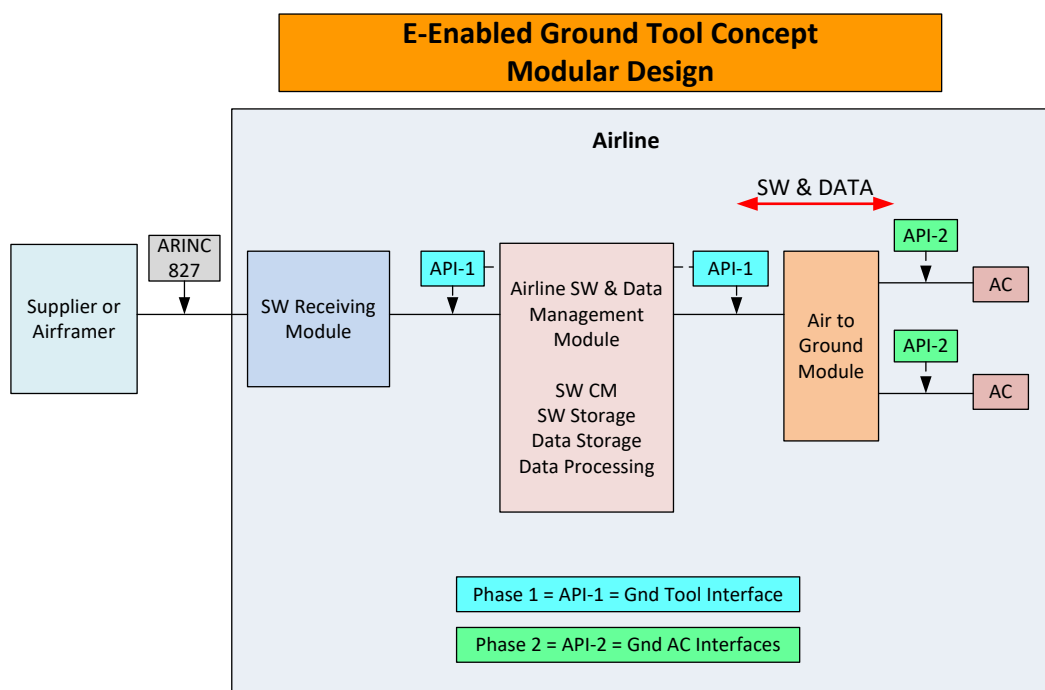 E-Enabled Ground Tool Concept
Modular Design
Airline
SW & DATA
ARINC
827
API-1
API-1
API-2
Supplier or
Airframer
SW Receiving
Module
Airline SW & Data
Management
Module
SW CM
SW Storage
Data Storage
Data Processing
Air to
Ground
Module
AC
API-2
AC
Phase 1 = API-1 = Gnd Tool Interface
Phase 2 = API-2 = Gnd AC Interfaces